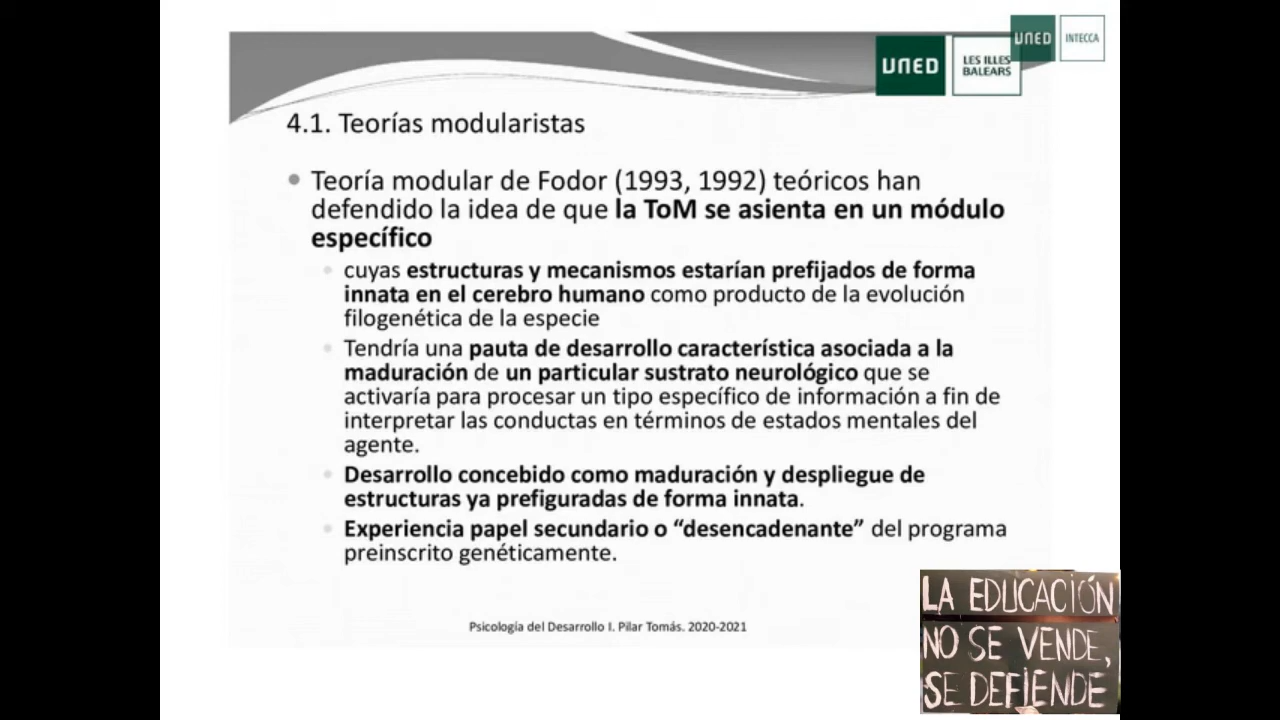 UNED
INTECCA
UNED
LES ILLES
BALEARS
4.1. Teorías modularistas
Teoría modular de Fodor (1993, 1992) teóricos han
defendido la idea de que la ToM se asienta en un módulo
específico
cuyas estructuras y mecanismos estarían prefijados de forma
innata en el cerebro humano como producto de la evolución
filogenética de la especie
Tendría una pauta de desarrollo característica asociada a la
maduración de un particular sustrato neurológico que se
activaría para procesar un tipo específico de información a fin de
interpretar las conductas en términos de estados mentales del
agente.
Desarrollo concebido como maduración y despliegue de
estructuras ya prefiguradas de forma innata.
Experiencia papel secundario o “desencadenante” del programa
preinscrito genéticamente.
Psicología del Desarrollo I. Pilar Tomás. 2020-2021
LA EDUCACIÓN
NO SE VENDE,
SE DEFIENDE